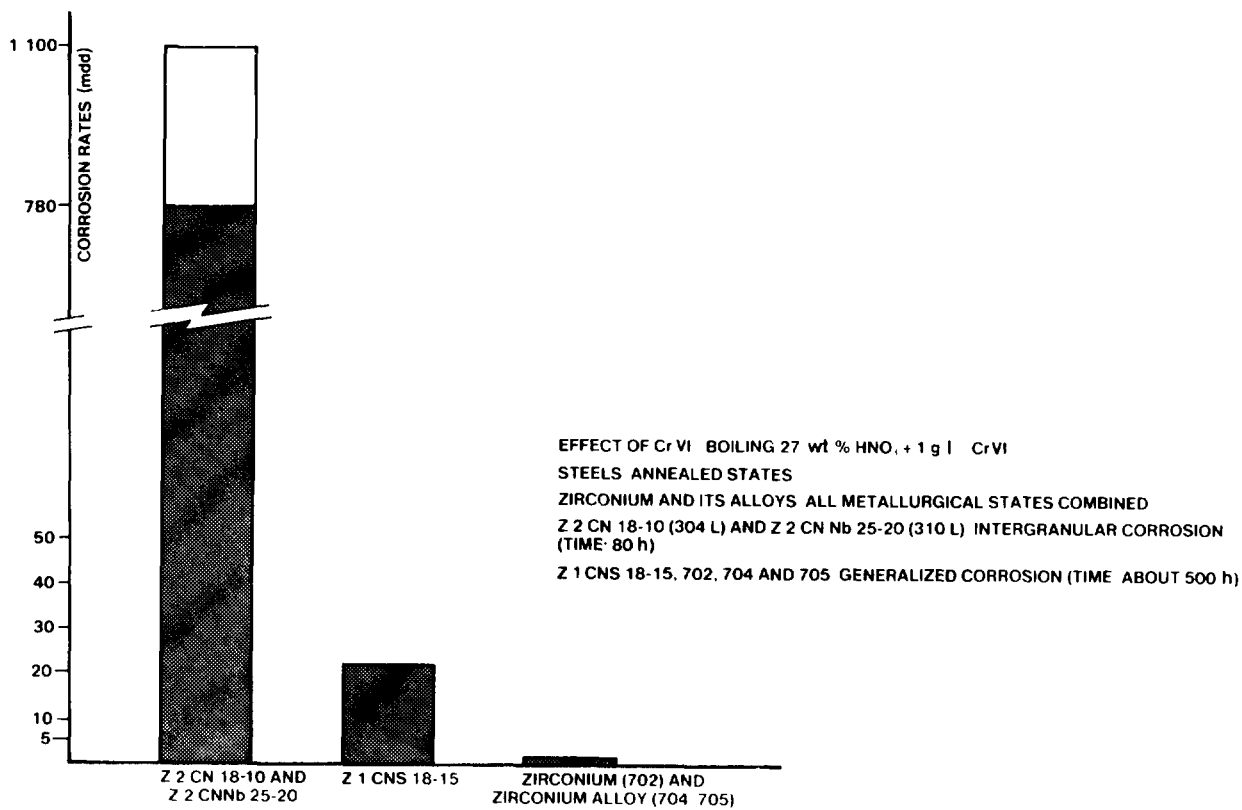 1 100
CORROSION RATES (mdd)
780
50
40
30
20
10
5
EFFECT OF Cr VI BOILING 27 wt % HNO, + 1 g l CrVI
STEELS ANNEALED STATES
ZIRCONIUM AND ITS ALLOYS ALL METALLURGICAL STATES COMBINED
Z 2 CN 18-10 (304 L) AND Z 2 CN Nb 25-20 (310 L) INTERGRANULAR CORROSION
(TIME· 80 h)
Z 1 CNS 18-15, 702, 704 AND 705 GENERALIZED CORROSION (TIME ABOUT 500 h)
Z 2 CN 18-10 AND
Z 2 CNNb 25-20
Z 1 CNS 18-15
ZIRCONIUM (702) AND
ZIRCONIUM ALLOY (704 705)